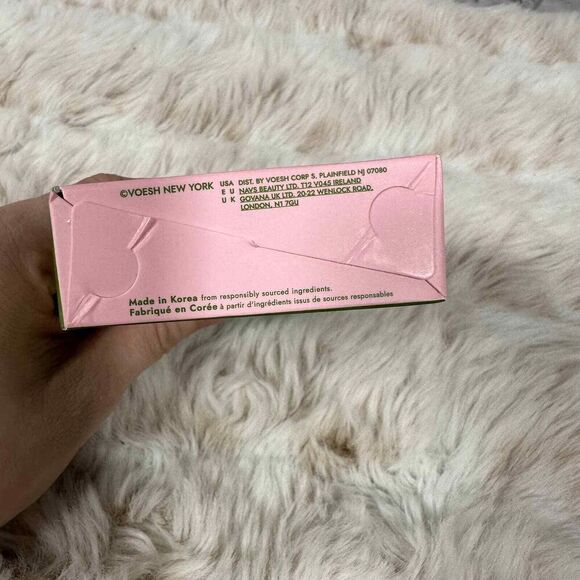 ©VOESH NEW YORK
USA DIST. BY VOESH CORP S, PLAINFIELD NJ 07080
EU NAVS BEAUTY LTD. T12 V045 IRELAND
UK GOVANA UK LTD. 20-22 WENLOCK ROAD,
LONDON, N1 7GU
Made in Korea from responsibly sourced ingredients.
Fabriqué en Corée à partir d'ingrédients issus de sources responsables